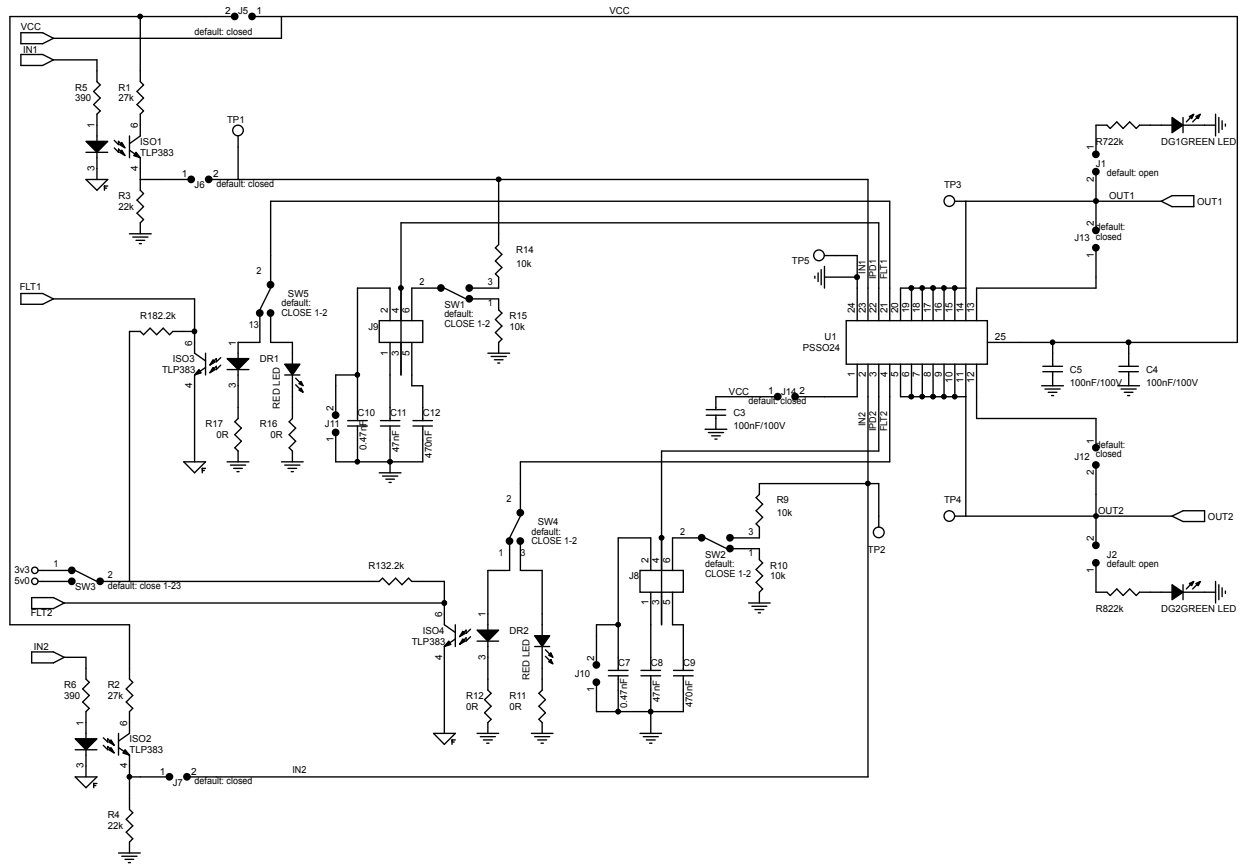 2 J5 1
VCC
VCC
default: closed
IN1
R5
390
R1
27k
6
1
ISO1
TLP383
3
4
F
R3
22k
1 J6 2
default: closed
TP1
R722k
DG1GREEN LED
1
J1
2
default: open
TP3
OUT1
OUT1
2
default:
closed
J13
1
R14
10k
TP5
IN1
IPD1
FLT1
24
23
22
21
20
19
18
17
16
15
14
13
FLT1
2
SW5
default:
CLOSE 1-2
13
R182.2k
6
ISO3
TLP383
4
1
3
DR1
RED LED
R17
0R
R16
0R
F
2
4
6
J9
1
3
5
2
3
1
SW1
default:
CLOSE 1-2
R15
10k
2
J11
1
C10
0.47nF
C11
47nF
C12
470nF
U1
PSSO24
25
C5
100nF/100V
C4
100nF/100V
1
2
3
4
5
6
7
8
9
10
11
12
VCC
1 J14 2
default: closed
C3
100nF/100V
IN2
IPD2
FLT2
1
default:
closed
J12
2
TP4
OUT2
OUT2
2
J2
default: open
1
R822k
DG2GREEN LED
2
SW4
default:
CLOSE 1-2
1
3
R9
10k
TP2
2
3
1
SW2
default:
CLOSE 1-2
R10
10k
3v3
5v0
1
2
SW3
default: close 1-23
R132.2k
FLT2
6
ISO4
TLP383
4
F
1
3
DR2
RED LED
R12
0R
R11
0R
2
4
6
J8
1
3
5
2
J10
1
C7
0.47nF
C8
47nF
C9
470nF
IN2
R6
390
R2
27k
6
1
ISO2
TLP383
3
4
F
1
J7
2
default: closed
IN2
R4
22k